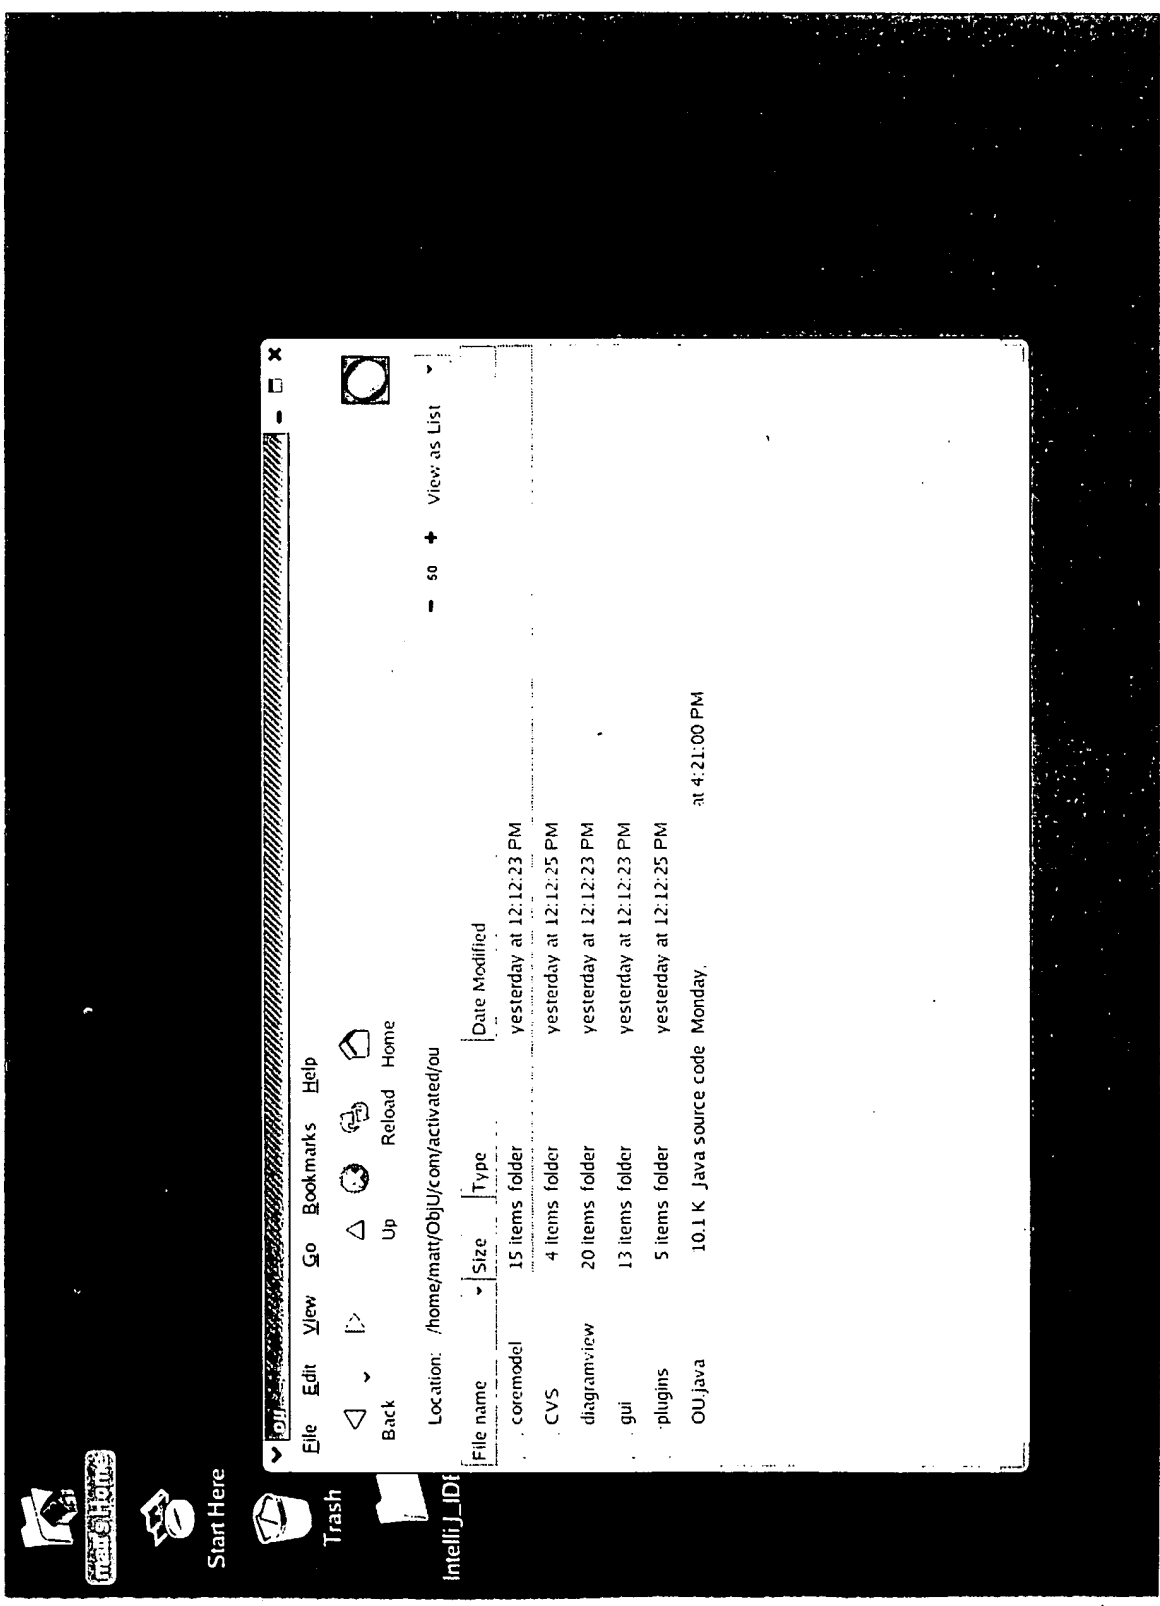 matt's Home
Start Here
Trash
IntelliJ_IDE
ou
File Edit View Go Bookmarks Help
Back Up Reload Home
Location: /home/matt/ObjU/com/activated/ou
50 View as List
File name Size Type Date Modified
coremodel 15 items folder yesterday at 12:12:23 PM
CVS 4 items folder yesterday at 12:12:25 PM
diagramview 20 items folder yesterday at 12:12:23 PM
gui 13 items folder yesterday at 12:12:23 PM
plugins 5 items folder yesterday at 12:12:25 PM
OU.java 10.1 K Java source code Monday, at 4:21:00 PM